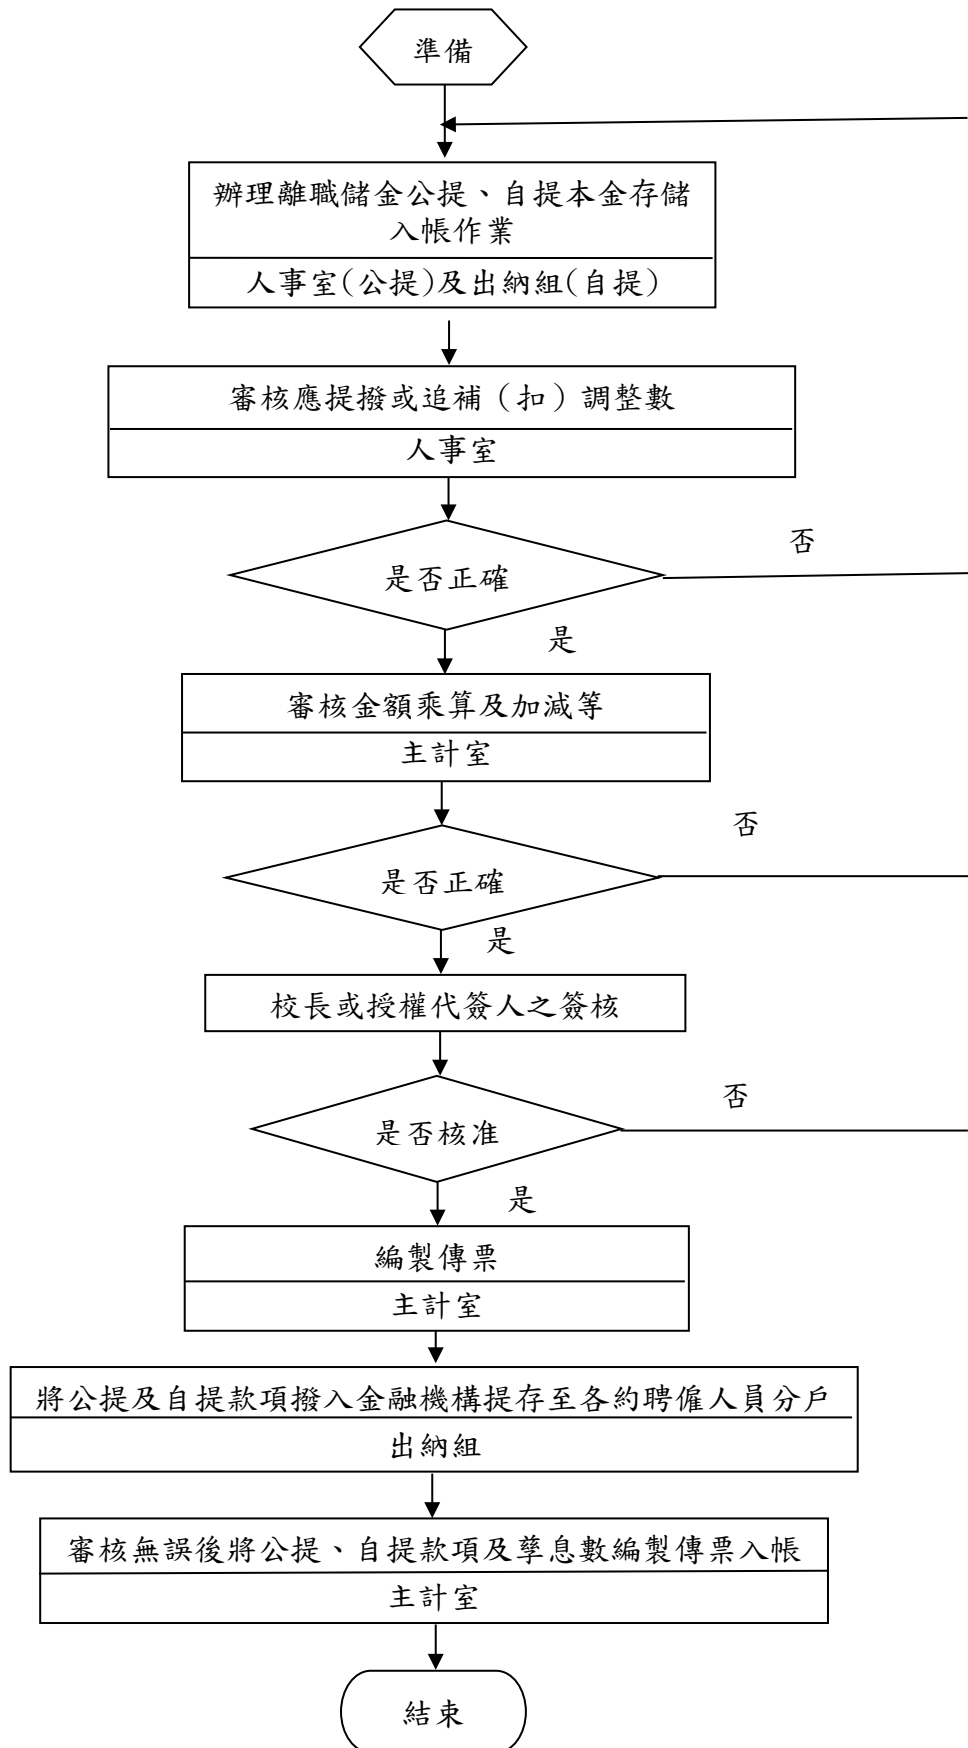 準備
辦理離職儲金公提、自提本金存儲
入帳作業
人事室(公提)及出納組(自提)
審核應提撥或追補（扣）調整數
人事室
否
是否正確
是
審核金額乘算及加減等
主計室
否
是否正確
是
校長或授權代簽人之簽核
否
是否核准
是
編製傳票
主計室
將公提及自提款項撥入金融機構提存至各約聘僱人員分戶
出納組
審核無誤後將公提、自提款項及孳息數編製傳票入帳
主計室
結束